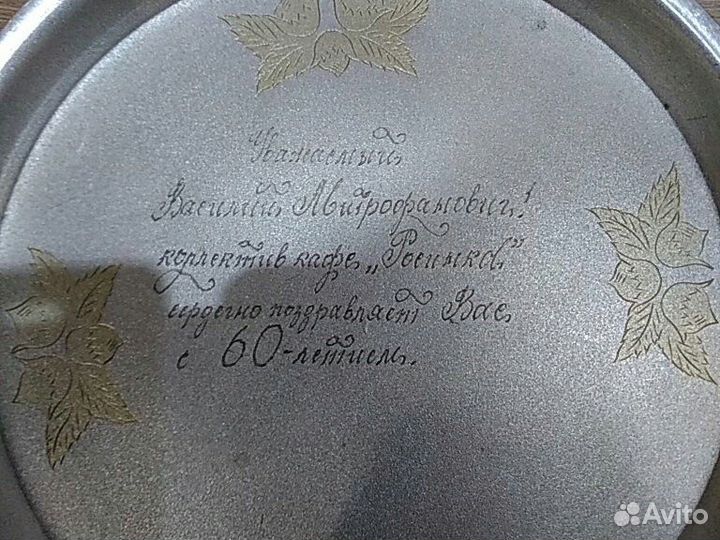 Уважаемый
Василий Митрофанович!
коллектив кафе „Росинка"
сердечно поздравляет Вас
с 60-летием.
Avito